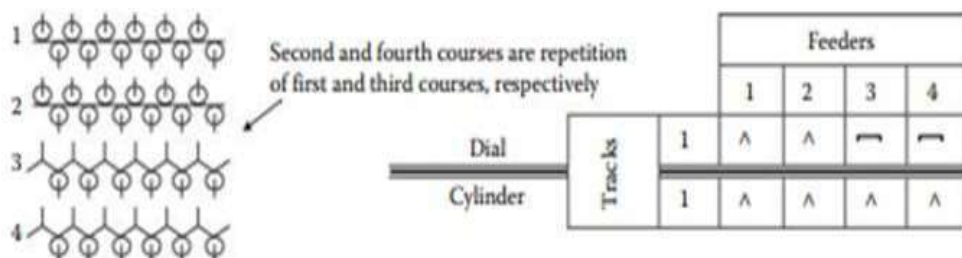 1
2
3
4
Second and fourth courses are repetition
of first and third courses, respectively
Dial
Cylinder
Tracks
Feeders
1 2 3 4
1 ^ ^
1 ^ ^ ^ ^